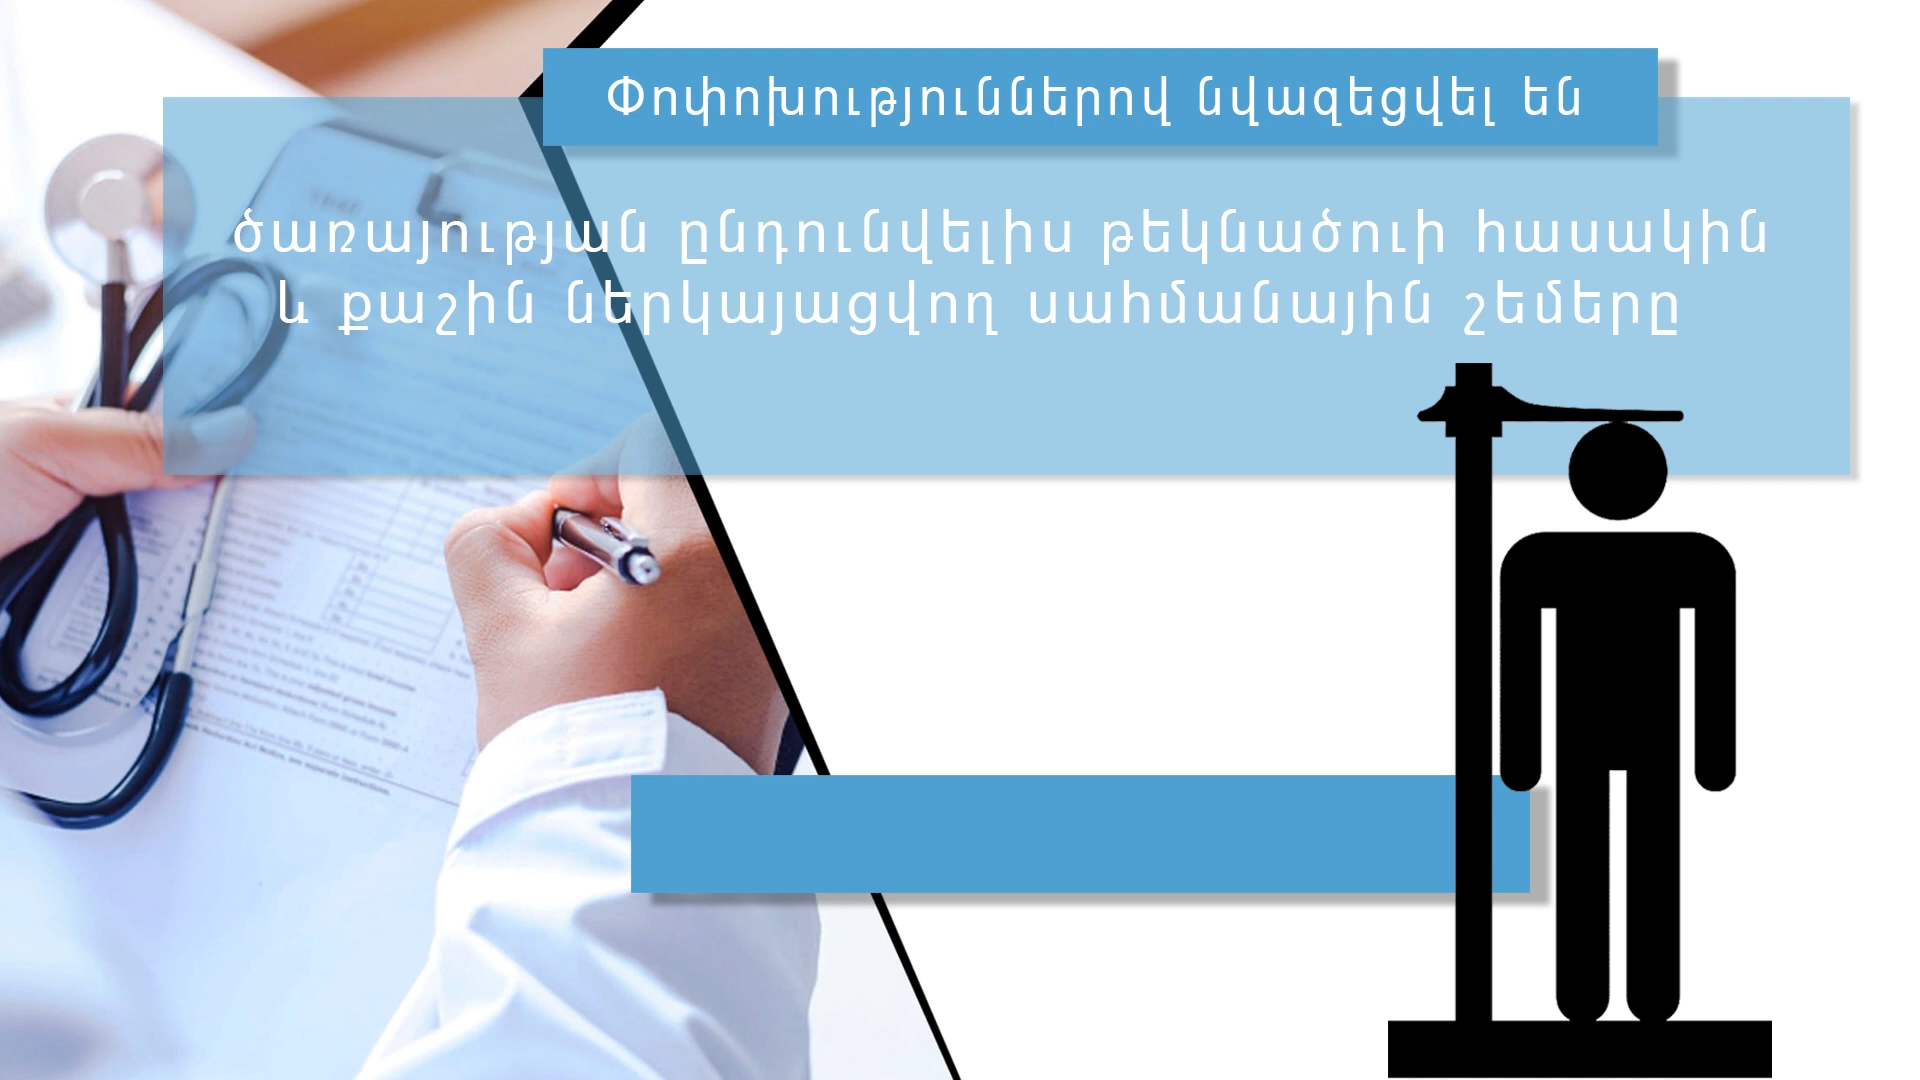 Փոփոխություններով նվազեցվել են
ծառայության ընդունվելիս թեկնածուի հասակին
և քաշին ներկայացվող սահմանային շեմերը